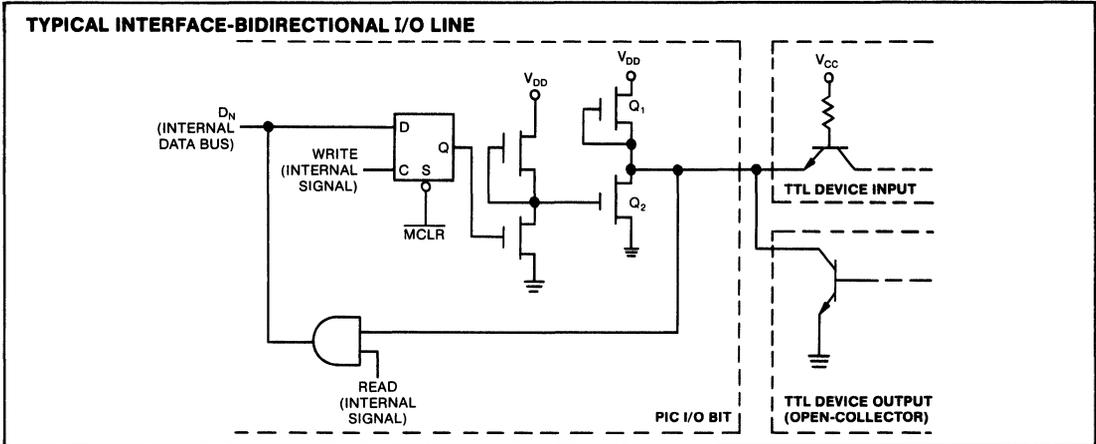 TYPICAL INTERFACE-BIDIRECTIONAL I/O LINE
VDD
VDD
VCC
Q1
DN
(INTERNAL
DATA BUS)
D
Q
WRITE
(INTERNAL
SIGNAL)
C S
MCLR
Q2
TTL DEVICE INPUT
READ
(INTERNAL
SIGNAL)
PIC I/O BIT
TTL DEVICE OUTPUT
(OPEN-COLLECTOR)